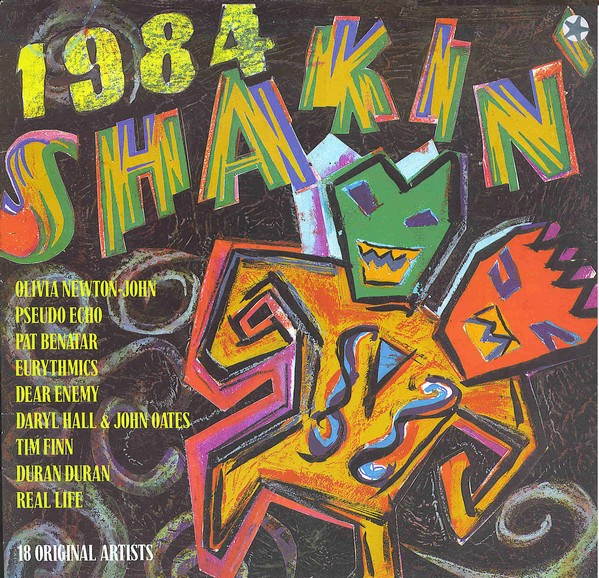 1984
SHAKIN'
OLIVIA NEWTON-JOHN
PSEUDO ECHO
PAT BENATAR
EURYTHMICS
DEAR ENEMY
DARYL HALL & JOHN OATES
TIM FINN
DURAN DURAN
REAL LIFE
18 ORIGINAL ARTISTS